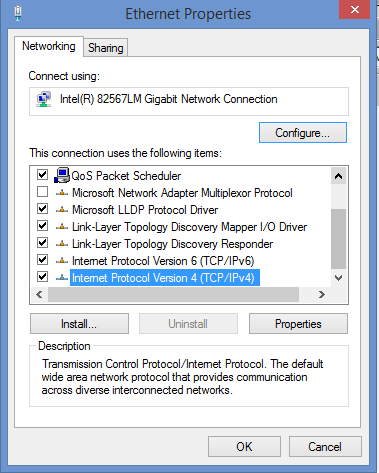 Ethernet Properties
Networking
Sharing
Connect using:
Intel(R) 82567LM Gigabit Network Connection
Configure...
This connection uses the following items:
QoS Packet Scheduler
Microsoft Network Adapter Multiplexor Protocol
Microsoft LLDP Protocol Driver
Link-Layer Topology Discovery Mapper I/O Driver
Link-Layer Topology Discovery Responder
Internet Protocol Version 6 (TCP/IPv6)
Internet Protocol Version 4 (TCP/IPv4)
Install...
Uninstall
Properties
Description
Transmission Control Protocol/Internet Protocol. The default
wide area network protocol that provides communication
across diverse interconnected networks.
OK
Cancel